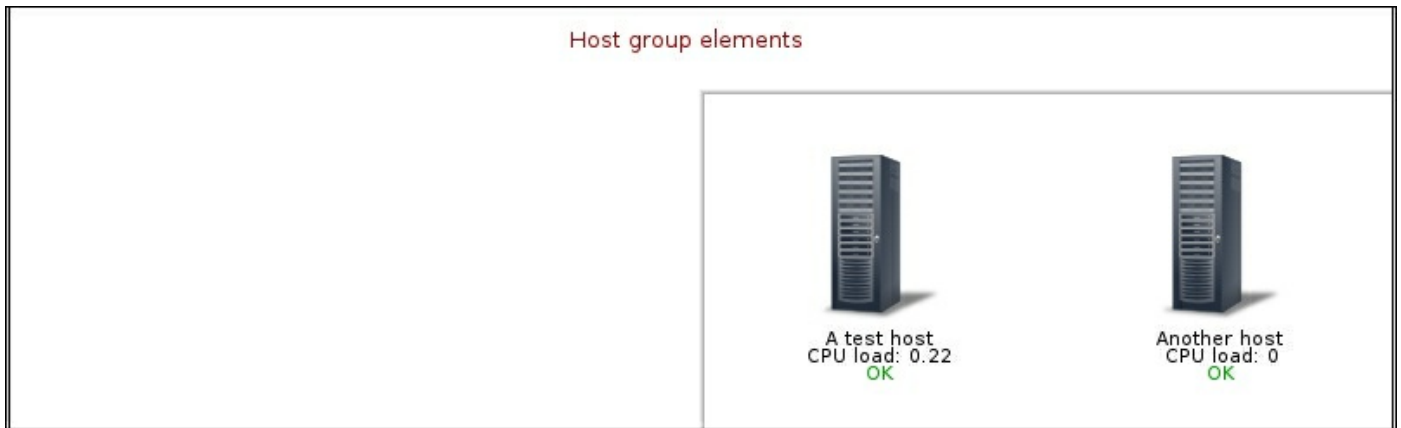 Host group elements
A test host
CPU load: 0.22
OK
Another host
CPU load: 0
OK